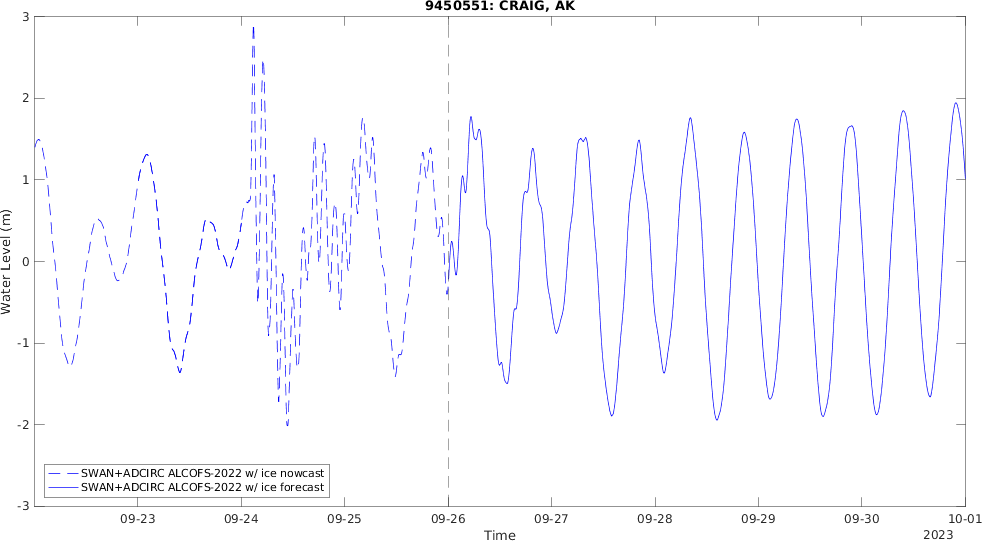 9450551: CRAIG, AK
3
2
1
0
-1
-2
-3
Water Level (m)
SWAN+ADCIRC ALCOFS-2022 w/ ice nowcast
SWAN+ADCIRC ALCOFS-2022 w/ ice forecast
09-23 09-24 09-25 09-26 09-27 09-28 09-29 09-30 10-01
Time
2023